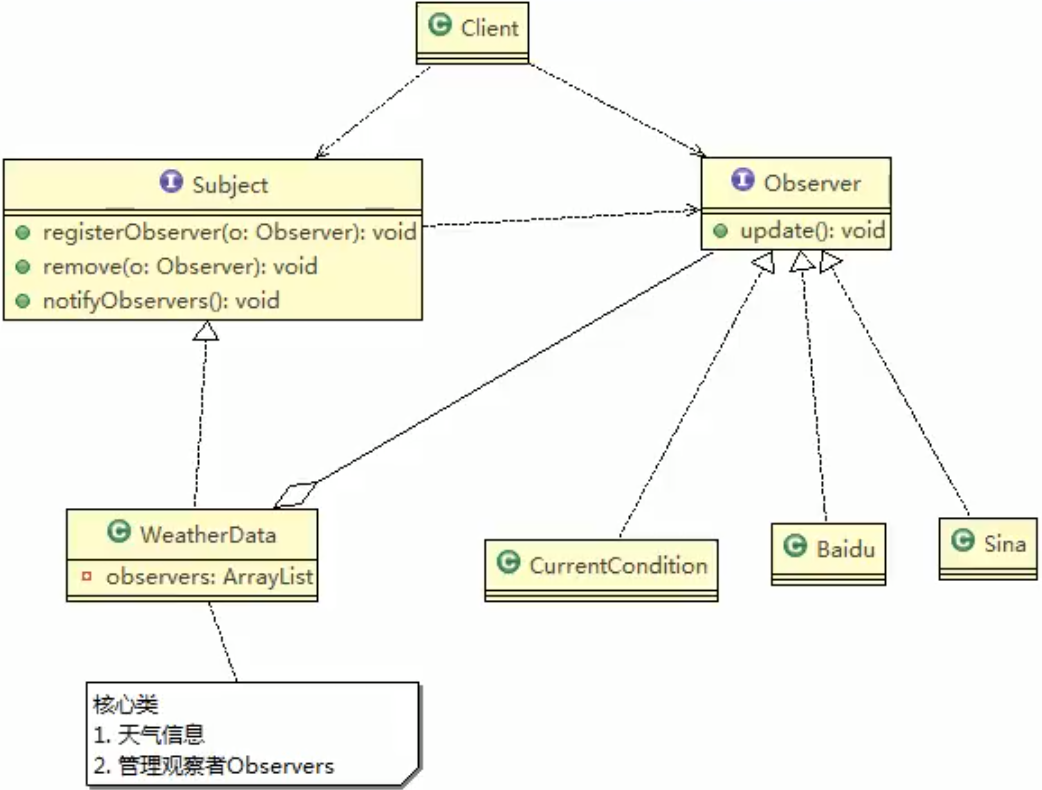 Client
Subject
registerObserver(o: Observer): void
remove(o: Observer): void
notifyObservers(): void
Observer
update(): void
WeatherData
observers: ArrayList
CurrentCondition
Baidu
Sina
核心类
1. 天气信息
2. 管理观察者Observers